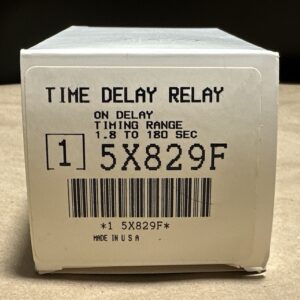 TIME DELAY RELAY
ON DELAY
TIMING RANGE
1.8 TO 180 SEC
[1] 5X829F
*1 5X829F*
MADE IN U S A